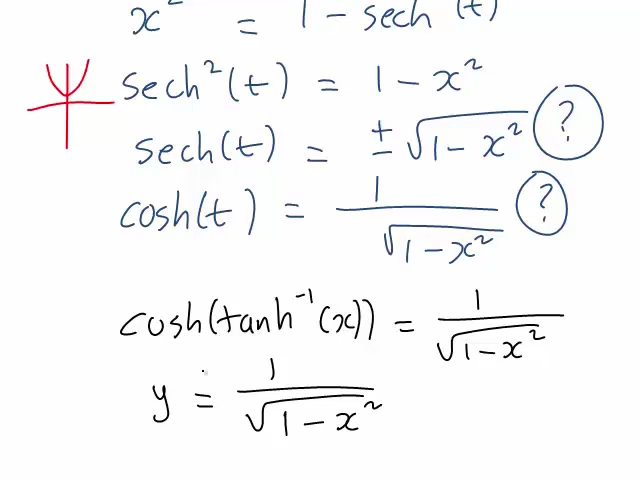 x² = 1 - sech (t)
sech²(t) = 1 - x²
sech(t) = ± √(1 - x²) ?
cosh(t) = 1/√(1 - x²) ?
cosh(tanh⁻¹(x)) = 1/√(1 - x²)
y = 1/√(1 - x²)